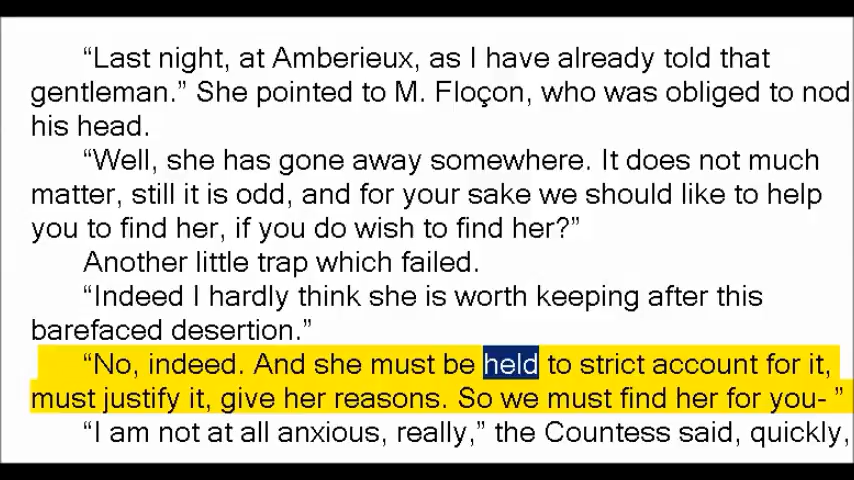 “Last night, at Amberieux, as I have already told that
gentleman.” She pointed to M. Floçon, who was obliged to nod
his head.
“Well, she has gone away somewhere. It does not much
matter, still it is odd, and for your sake we should like to help
you to find her, if you do wish to find her?”
Another little trap which failed.
“Indeed I hardly think she is worth keeping after this
barefaced desertion.”
“No, indeed. And she must be held to strict account for it,
must justify it, give her reasons. So we must find her for you- ”
“I am not at all anxious, really,” the Countess said, quickly,